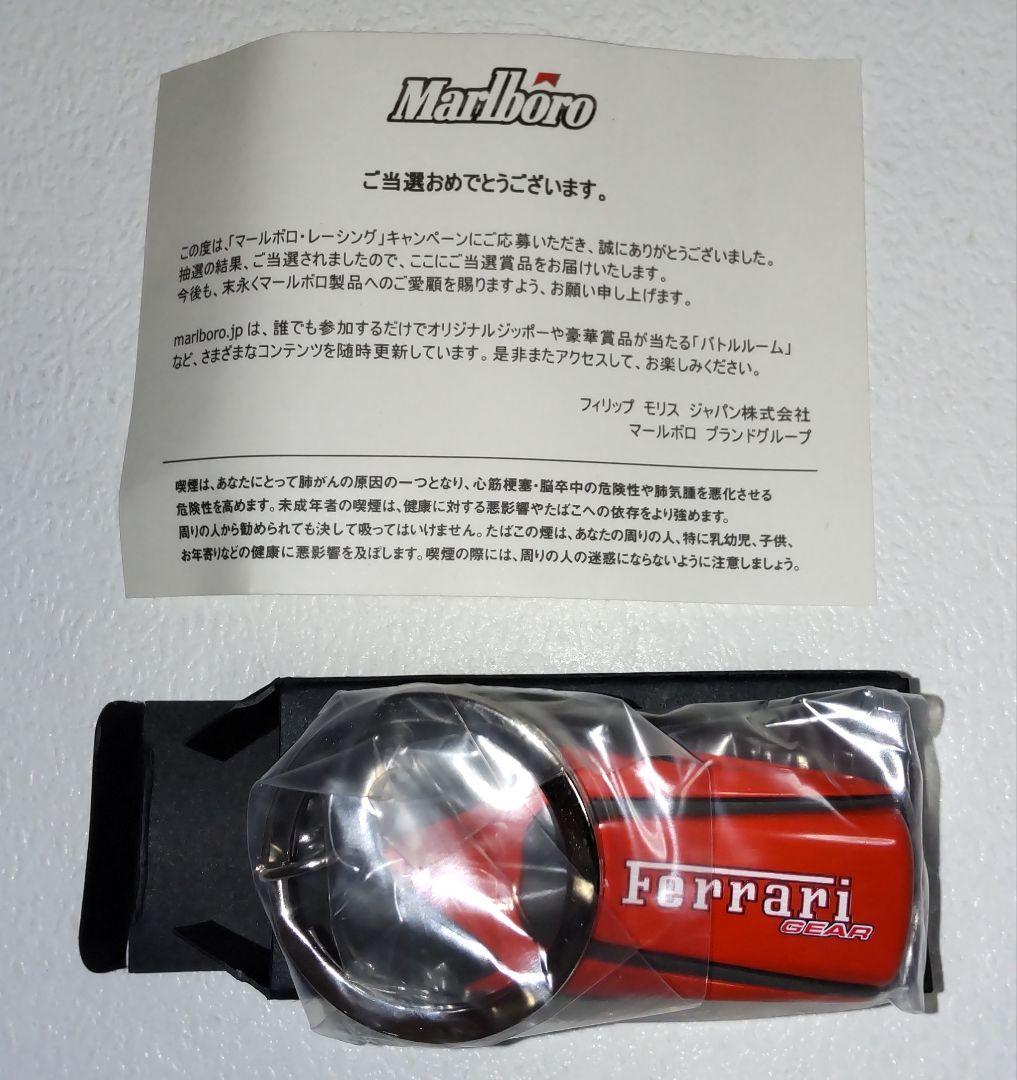 Marlboro
ご当選おめでとうございます。
この度は、「マールボロ・レーシング」キャンペーンにご応募いただき、誠にありがとうございました。
抽選の結果、ご当選されましたので、ここにご当選賞品をお届けいたします。
今後も、末永くマールボロ製品へのご愛顧を賜りますよう、お願い申し上げます。
marlboro.jp は、誰でも参加するだけでオリジナルジッポーや豪華賞品が当たる「バトルルーム」
など、さまざまなコンテンツを随時更新しています。是非またアクセスして、お楽しみください。
フィリップ モリス ジャパン株式会社
マールボロ ブランドグループ
喫煙は、あなたにとって肺がんの原因の一つとなり、心筋梗塞・脳卒中の危険性や肺気腫を悪化させる
危険性を高めます。未成年者の喫煙は、健康に対する悪影響やたばこへの依存をより強めます。
周りの人から勧められても決して吸ってはいけません。たばこの煙は、あなたの周りの人、特に乳幼児、子供、
お年寄りなどの健康に悪影響を及ぼします。喫煙の際には、周りの人の迷惑にならないように注意しましょう。
Ferrari
GEAR